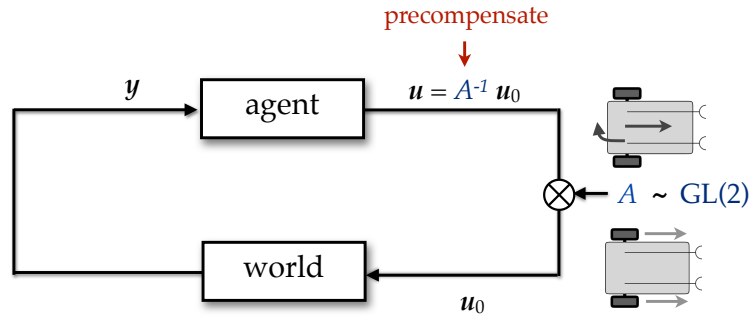 precompensate
y
agent
u = A⁻¹ u₀
A ~ GL(2)
world
u₀